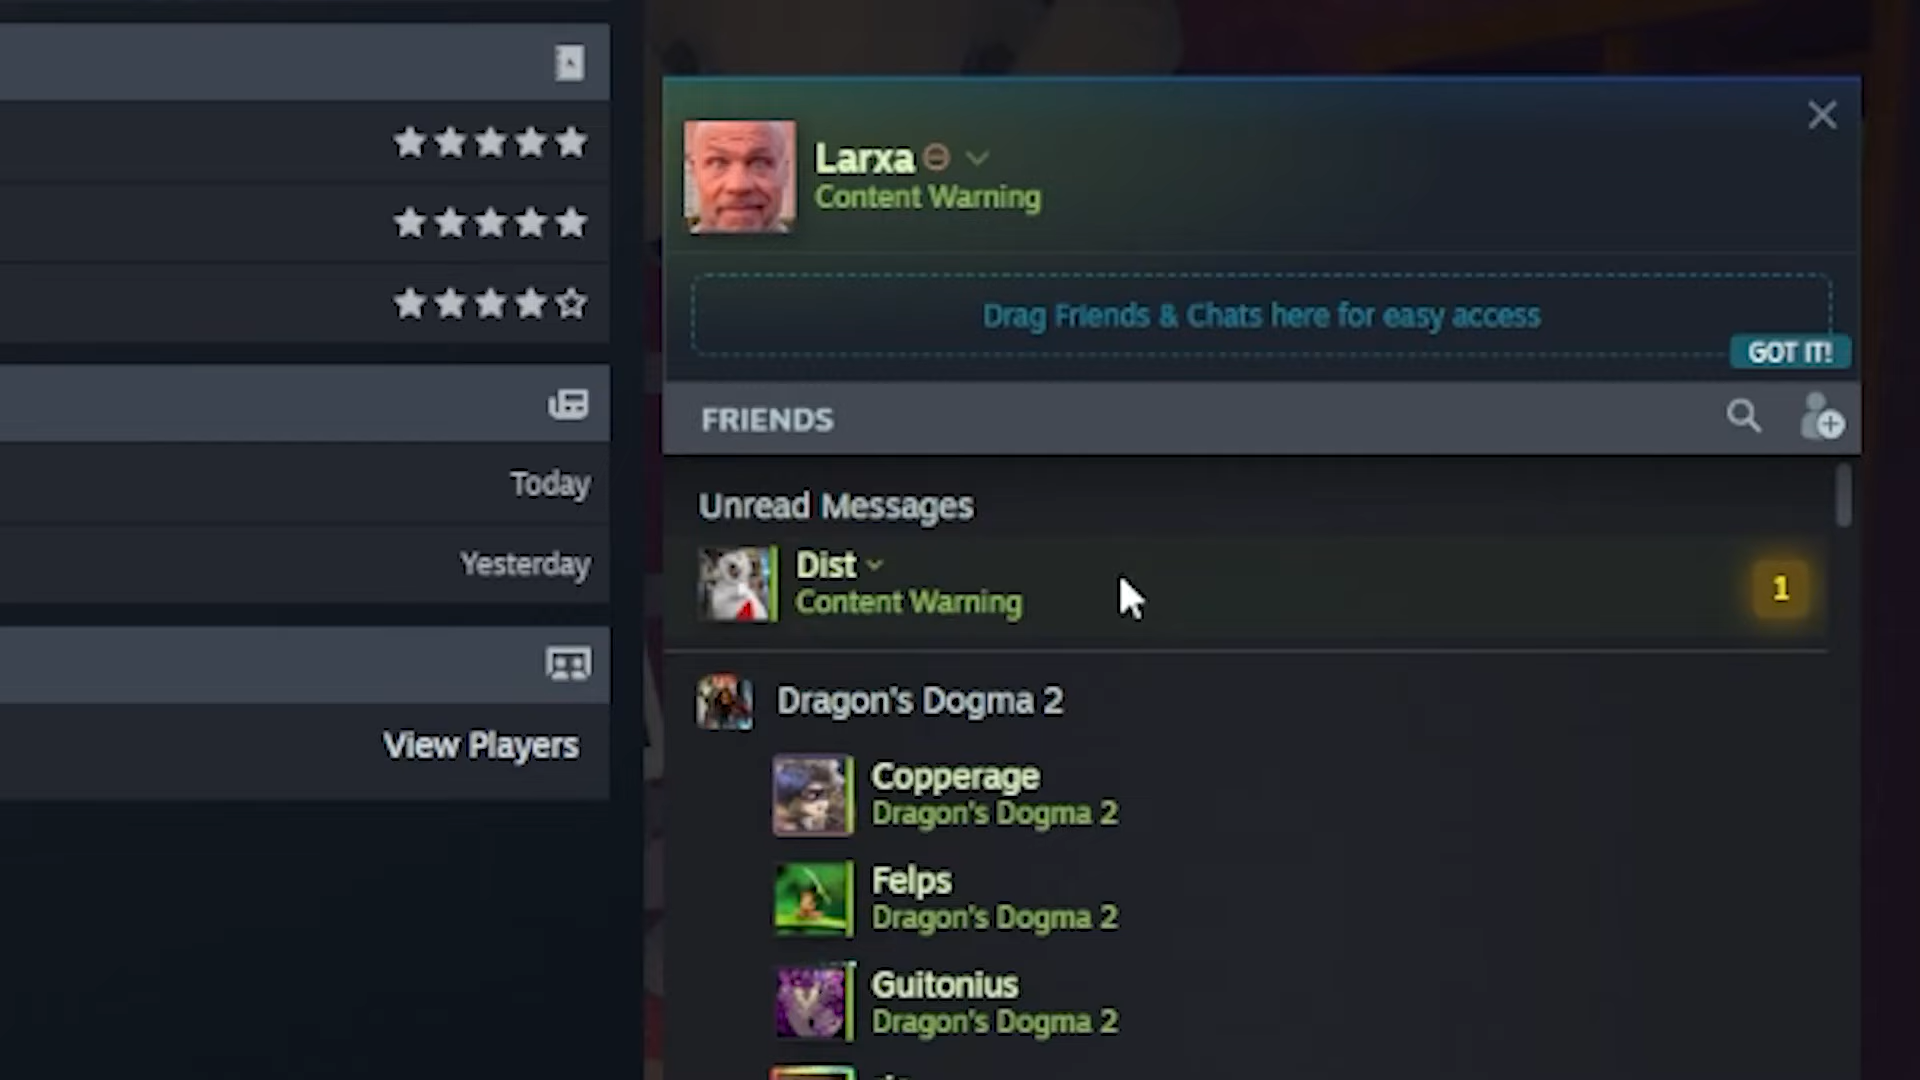 Today
Yesterday
View Players
Larxa
Content Warning
Drag Friends & Chats here for easy access
GOT IT!
FRIENDS
Unread Messages
Dist
Content Warning
1
Dragon's Dogma 2
Copperage
Dragon's Dogma 2
Felps
Dragon's Dogma 2
Guitonius
Dragon's Dogma 2